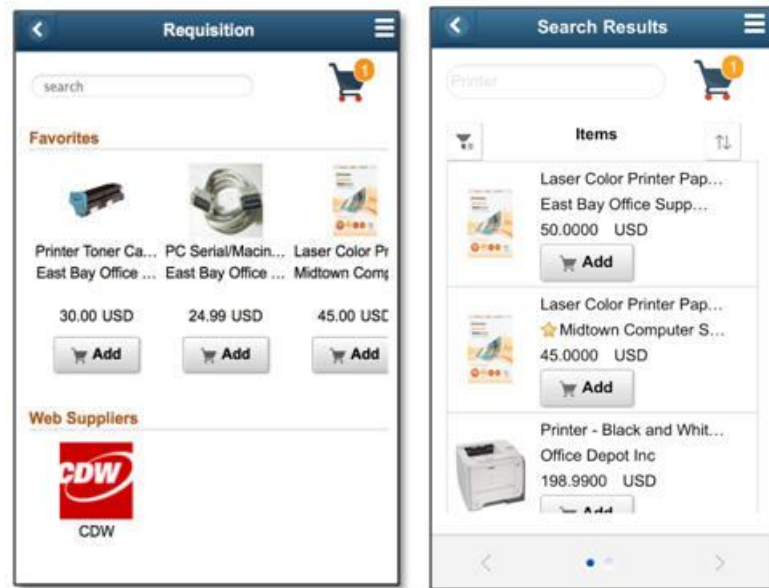 Requisition
search
1
Favorites
Printer Toner Ca...
East Bay Office ...
30.00 USD
Add
PC Serial/Macin...
East Bay Office ...
24.99 USD
Add
Laser Color Pr
Midtown Comp
45.00 USD
Add
Web Suppliers
CDW
CDW
Search Results
Printer
1
Items
Laser Color Printer Pap...
East Bay Office Supp...
50.0000 USD
Add
Laser Color Printer Pap...
Midtown Computer S...
45.0000 USD
Add
Printer - Black and Whit...
Office Depot Inc
198.9900 USD
Add